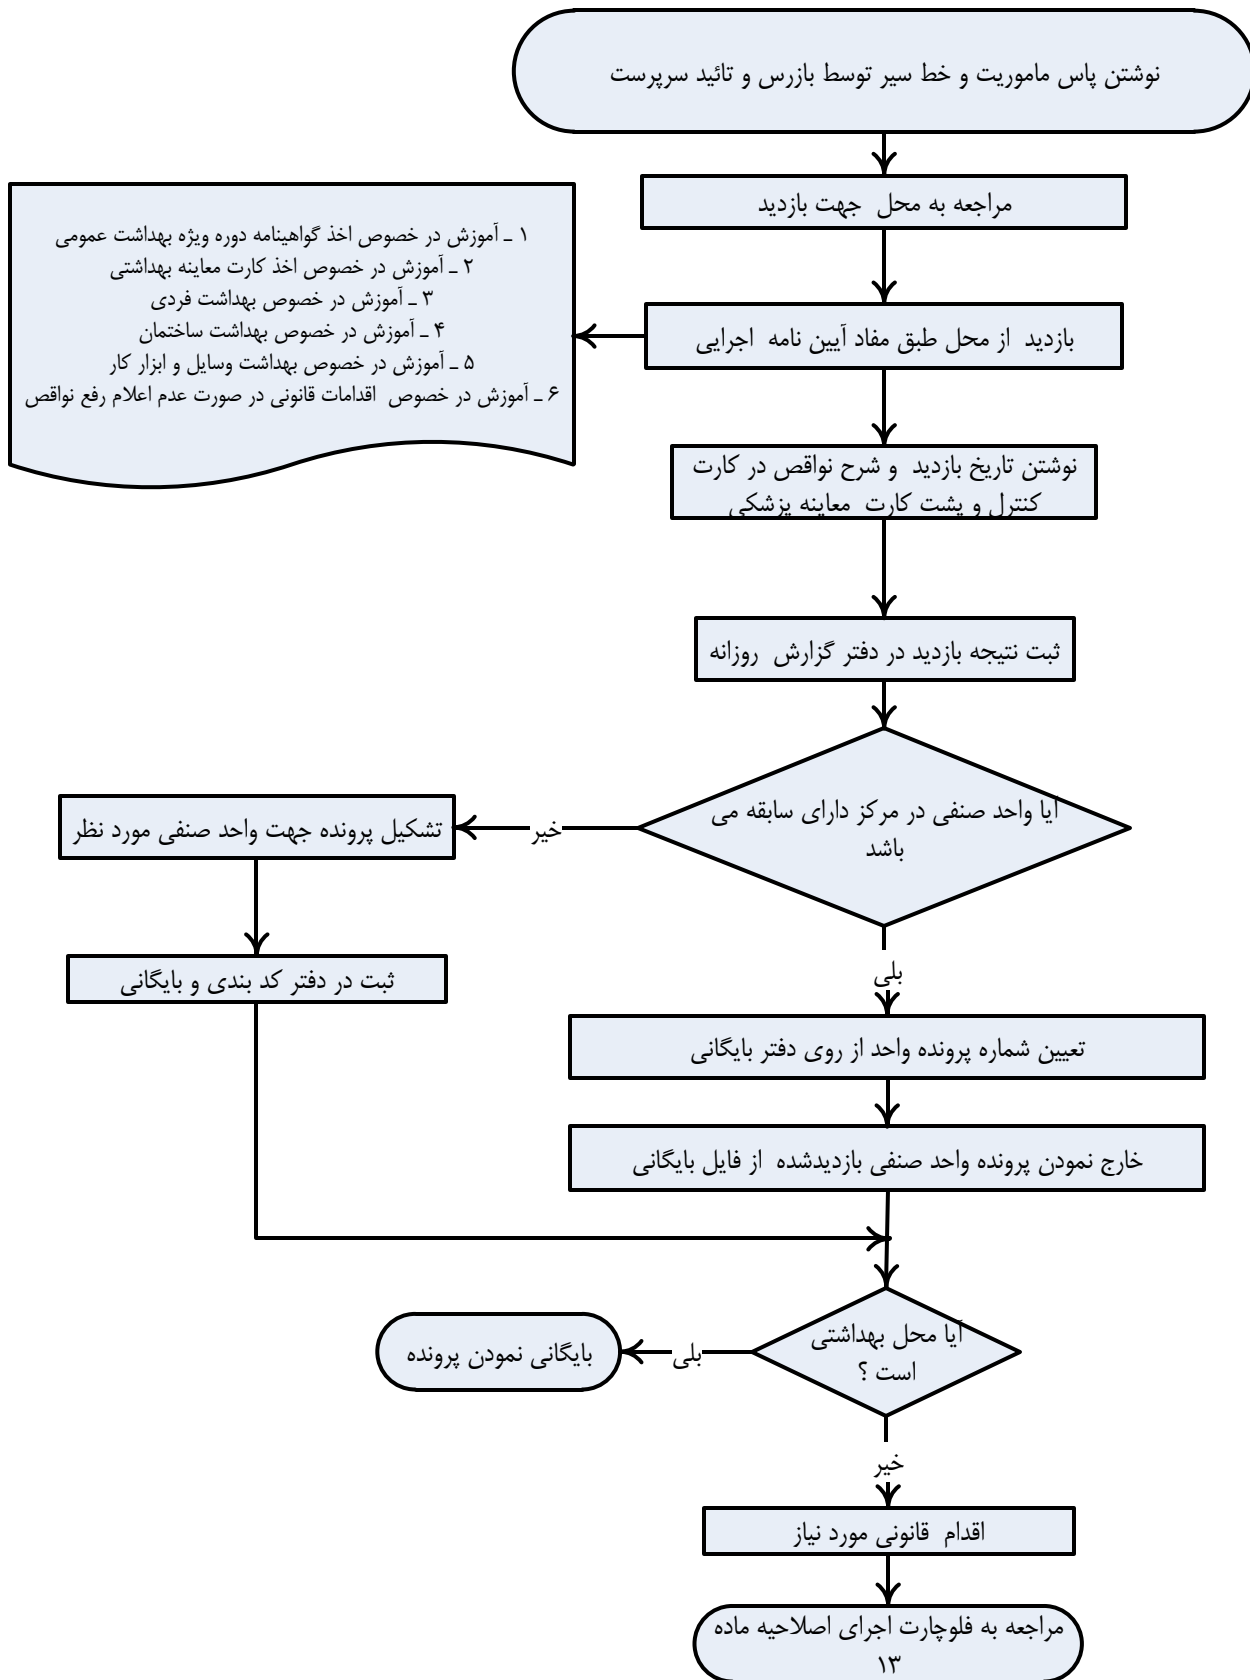 نوشتن پاس ماموریت و خط سیر توسط بازرس و تائید سرپرست
مراجعه به محل جهت بازدید
بازدید از محل طبق مفاد آیین نامه اجرایی
۱ ـ آموزش در خصوص اخذ گواهینامه دوره ویژه بهداشت عمومی
۲ ـ آموزش در خصوص اخذ کارت معاینه بهداشتی
۳ ـ آموزش در خصوص بهداشت فردی
۴ ـ آموزش در خصوص بهداشت ساختمان
۵ ـ آموزش در خصوص بهداشت وسایل و ابزار کار
۶ ـ آموزش در خصوص اقدامات قانونی در صورت عدم اعلام رفع نواقص
نوشتن تاریخ بازدید و شرح نواقص در کارت
کنترل و پشت کارت معاینه پزشکی
ثبت نتیجه بازدید در دفتر گزارش روزانه
آیا واحد صنفی در مرکز دارای سابقه می
باشد
خیر
تشکیل پرونده جهت واحد صنفی مورد نظر
ثبت در دفتر کد بندی و بایگانی
بلی
تعیین شماره پرونده واحد از روی دفتر بایگانی
خارج نمودن پرونده واحد صنفی بازدیدشده از فایل بایگانی
آیا محل بهداشتی
است ؟
بلی
بایگانی نمودن پرونده
خیر
اقدام قانونی مورد نیاز
مراجعه به فلوچارت اجرای اصلاحیه ماده
۱۳